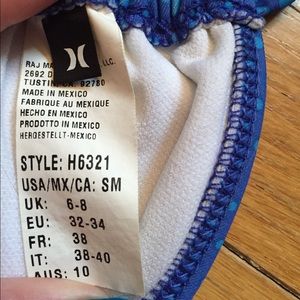 RAJ MA LLC.
2692 D
TUSTIN, CA. 92780
MADE IN MEXICO
FABRIQUE AU MEXIQUE
HECHO EN MEXICO
PRODOTTO IN MEXICO
HERGESTELLT-MEXICO
STYLE: H6321
USA/MX/CA: SM
UK: 6-8
EU: 32-34
FR: 38
IT: 38-40
AUS: 10